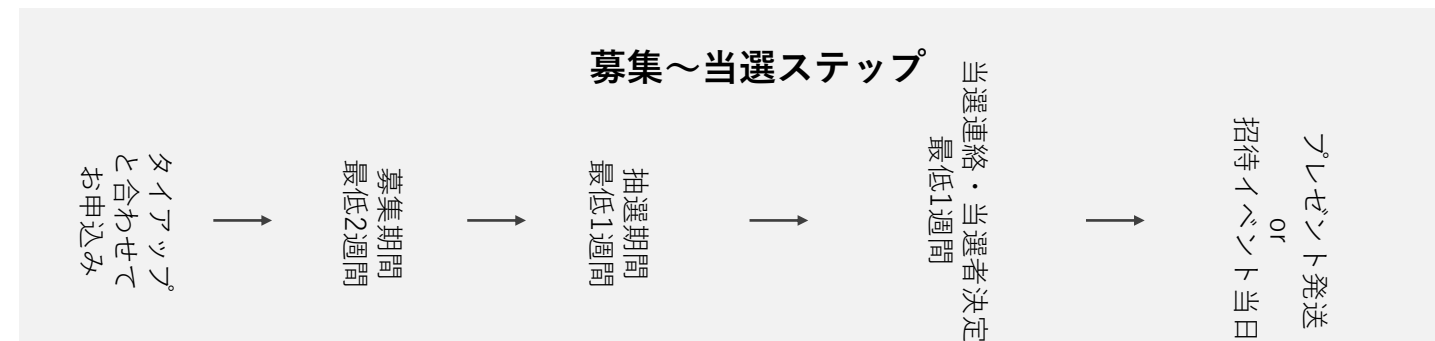 募集～当選ステップ
タイアップ
と合わせて
お申込み
募集期間
最低2週間
抽選期間
最低1週間
当選連絡・当選者決定
最低1週間
プレゼント発送
or
招待イベント当日